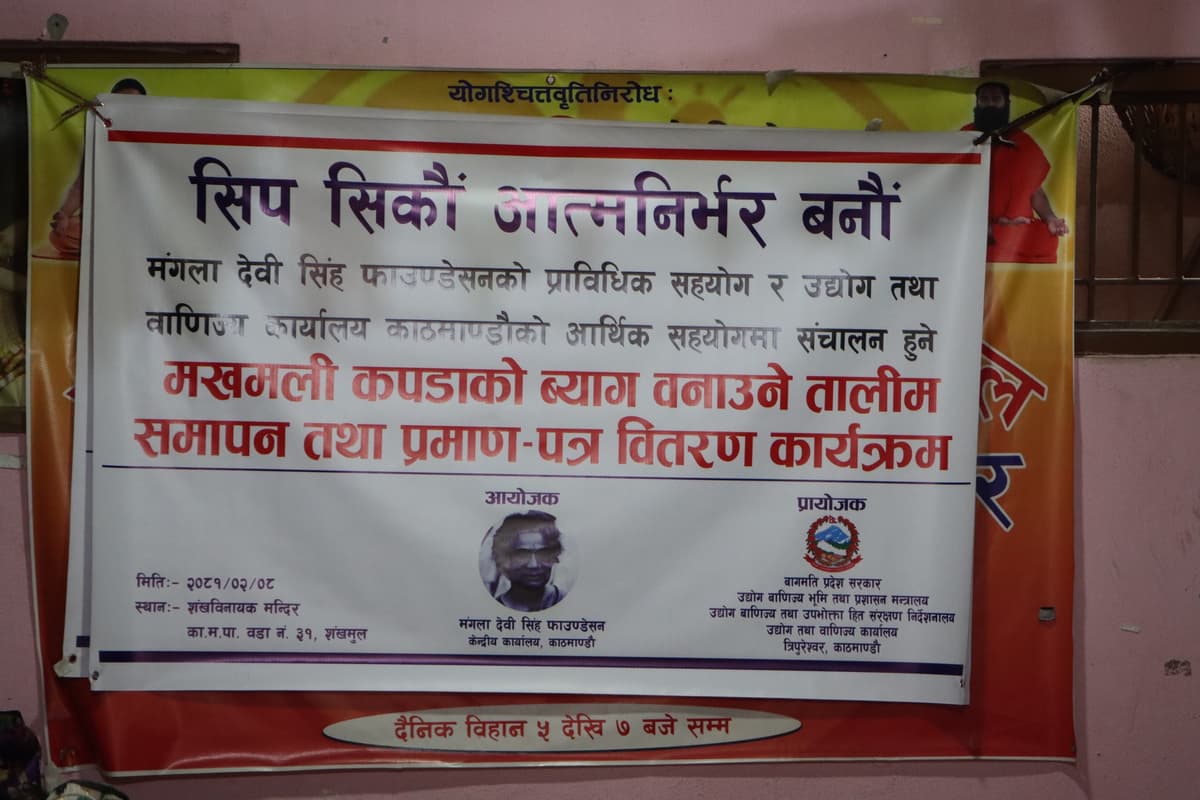 योगश्चित्तंवृतिनिरोध:
सिप सिकौं आत्मनिर्भर बनौं
मंगला देवी सिंह फाउण्डेसनको प्राविधिक सहयोग र उद्योग तथा
वाणिज्य कार्यालय काठमाण्डौको आर्थिक सहयोगमा संचालन हुने
मखमली कपडाको ब्याग वनाउने तालीम
समापन तथा प्रमाण-पत्र वितरण कार्यक्रम
आयोजक
मंगला देवी सिंह फाउण्डेसन
केन्द्रीय कार्यालय, काठमाण्डौ
प्रायोजक
बागमति प्रदेश सरकार
उद्योग बाणिज्य भूमि तथा प्रशासन मन्त्रालय
उद्योग बाणिज्य तथा उपभोक्ता हित संरक्षण निर्देशनालय
उद्योग तथा वाणिज्य कार्यालय
त्रिपुरेश्वर, काठमाण्डौ
मिति:- २०८१/०२/०८
स्थान:- शंखविनायक मन्दिर
का.म.पा. वडा नं. ३१, शंखमुल
ल
र
दैनिक विहान ५ देखि ७ बजे सम्म